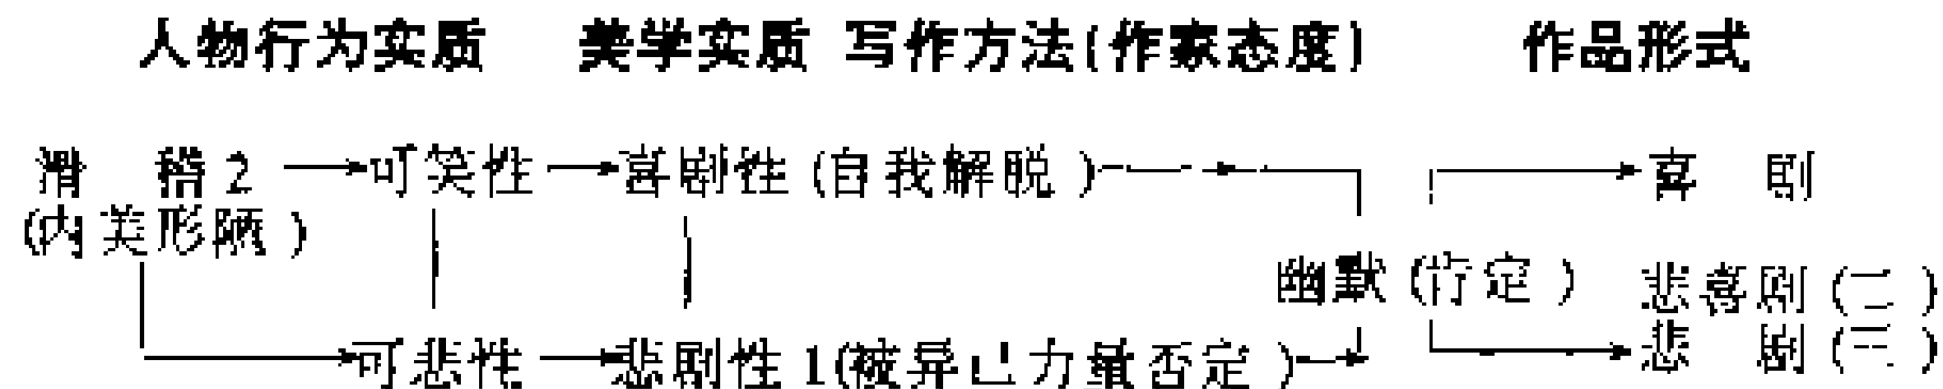 人物行为实质 美学实质 写作方法(作家态度) 作品形式
滑 稽2 可笑性 喜剧性(自我解脱) 喜 剧
(内美形陋)
幽默(肯定) 悲喜剧(二)
可悲性 悲剧性1(被异己力量否定) 悲 剧(三)